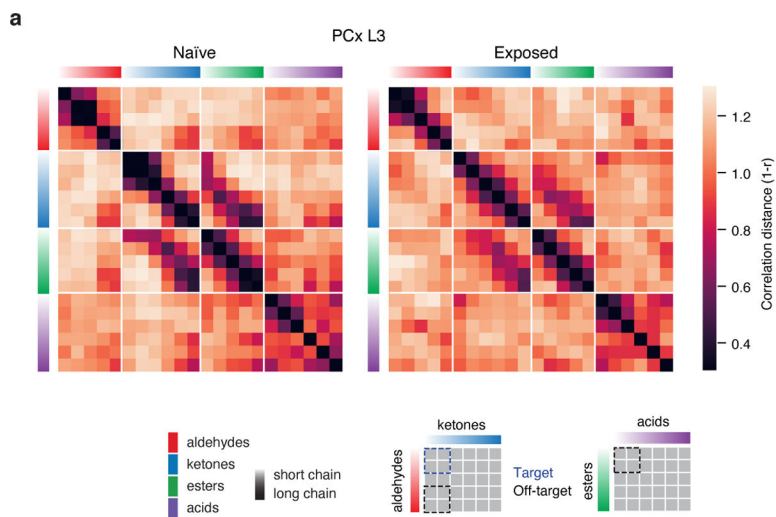 a
PCx L3
Naïve
Exposed
1.2
1.0
0.8
0.6
0.4
Correlation distance (1-r)
aldehydes
ketones
esters
acids
short chain
long chain
ketones
aldehydes
Target
Off-target
acids
esters